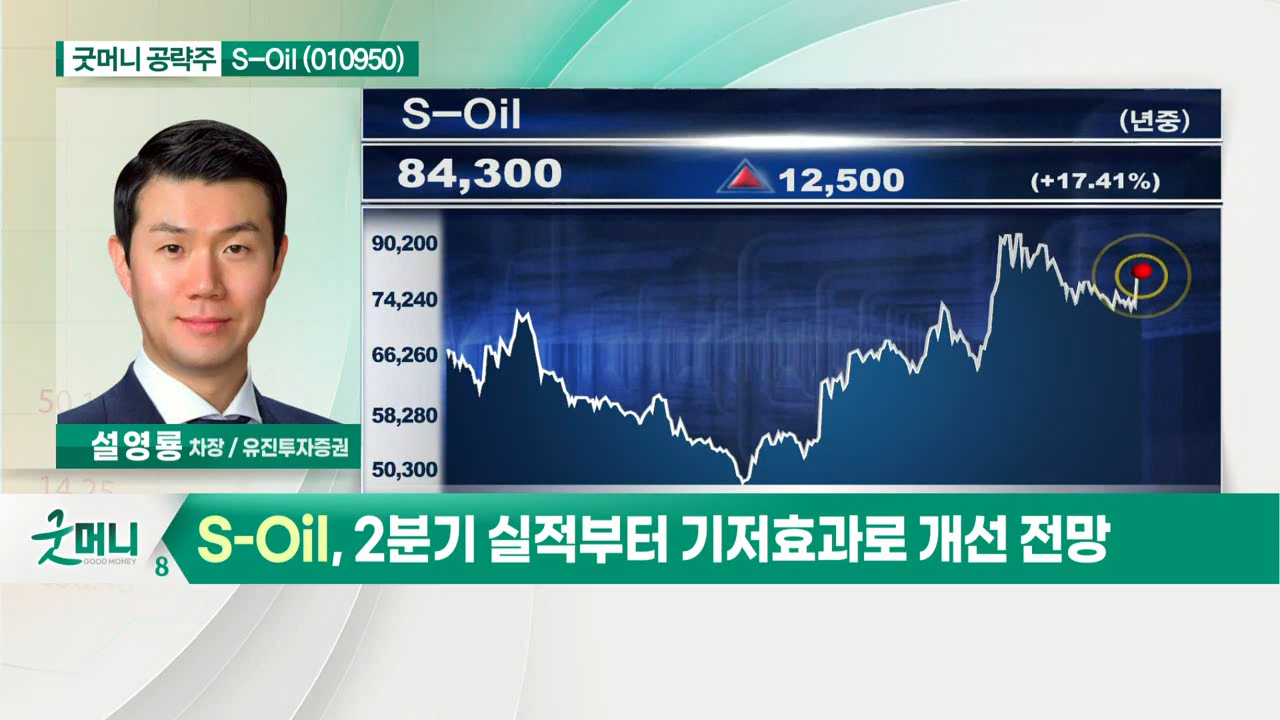 굿머니 공략주 S-Oil (010950)
S-Oil (년중)
84,300 12,500 (+17.41%)
90,200
74,240
66,260
58,280
50,300
설영룡 차장 / 유진투자증권
굿머니
GOOD MONEY
8
S-Oil, 2분기 실적부터 기저효과로 개선 전망